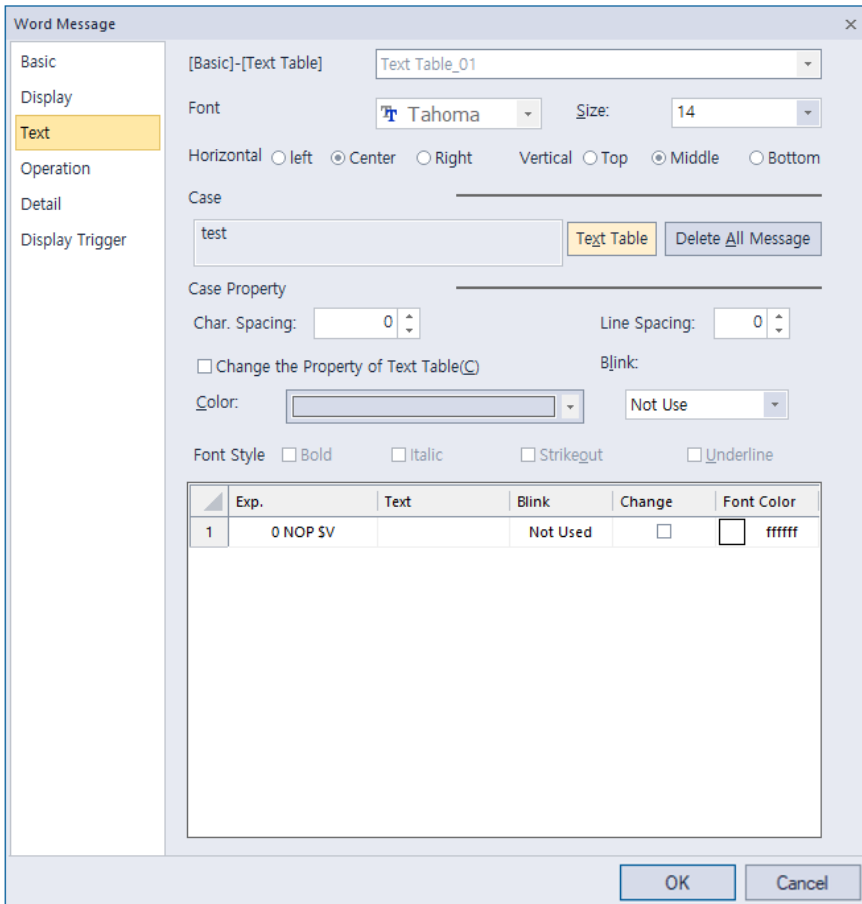 Word Message
Basic
Display
Text
Operation
Detail
Display Trigger
[Basic]-[Text Table] Text Table_01
Font Tahoma Size: 14
Horizontal left Center Right Vertical Top Middle Bottom
Case
test Text Table Delete All Message
Case Property
Char. Spacing: 0 Line Spacing: 0
Change the Property of Text Table(C) Blink:
Color: Not Use
Font Style Bold Italic Strikeout Underline
Exp. Text Blink Change Font Color
1 0 NOP $V Not Used ffffff
OK Cancel